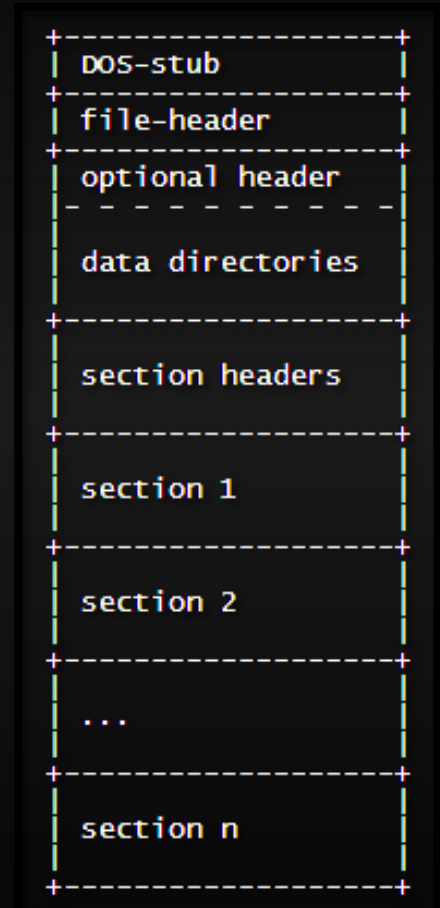 DOS-stub
file-header
optional header
data directories
section headers
section 1
section 2
...
section n